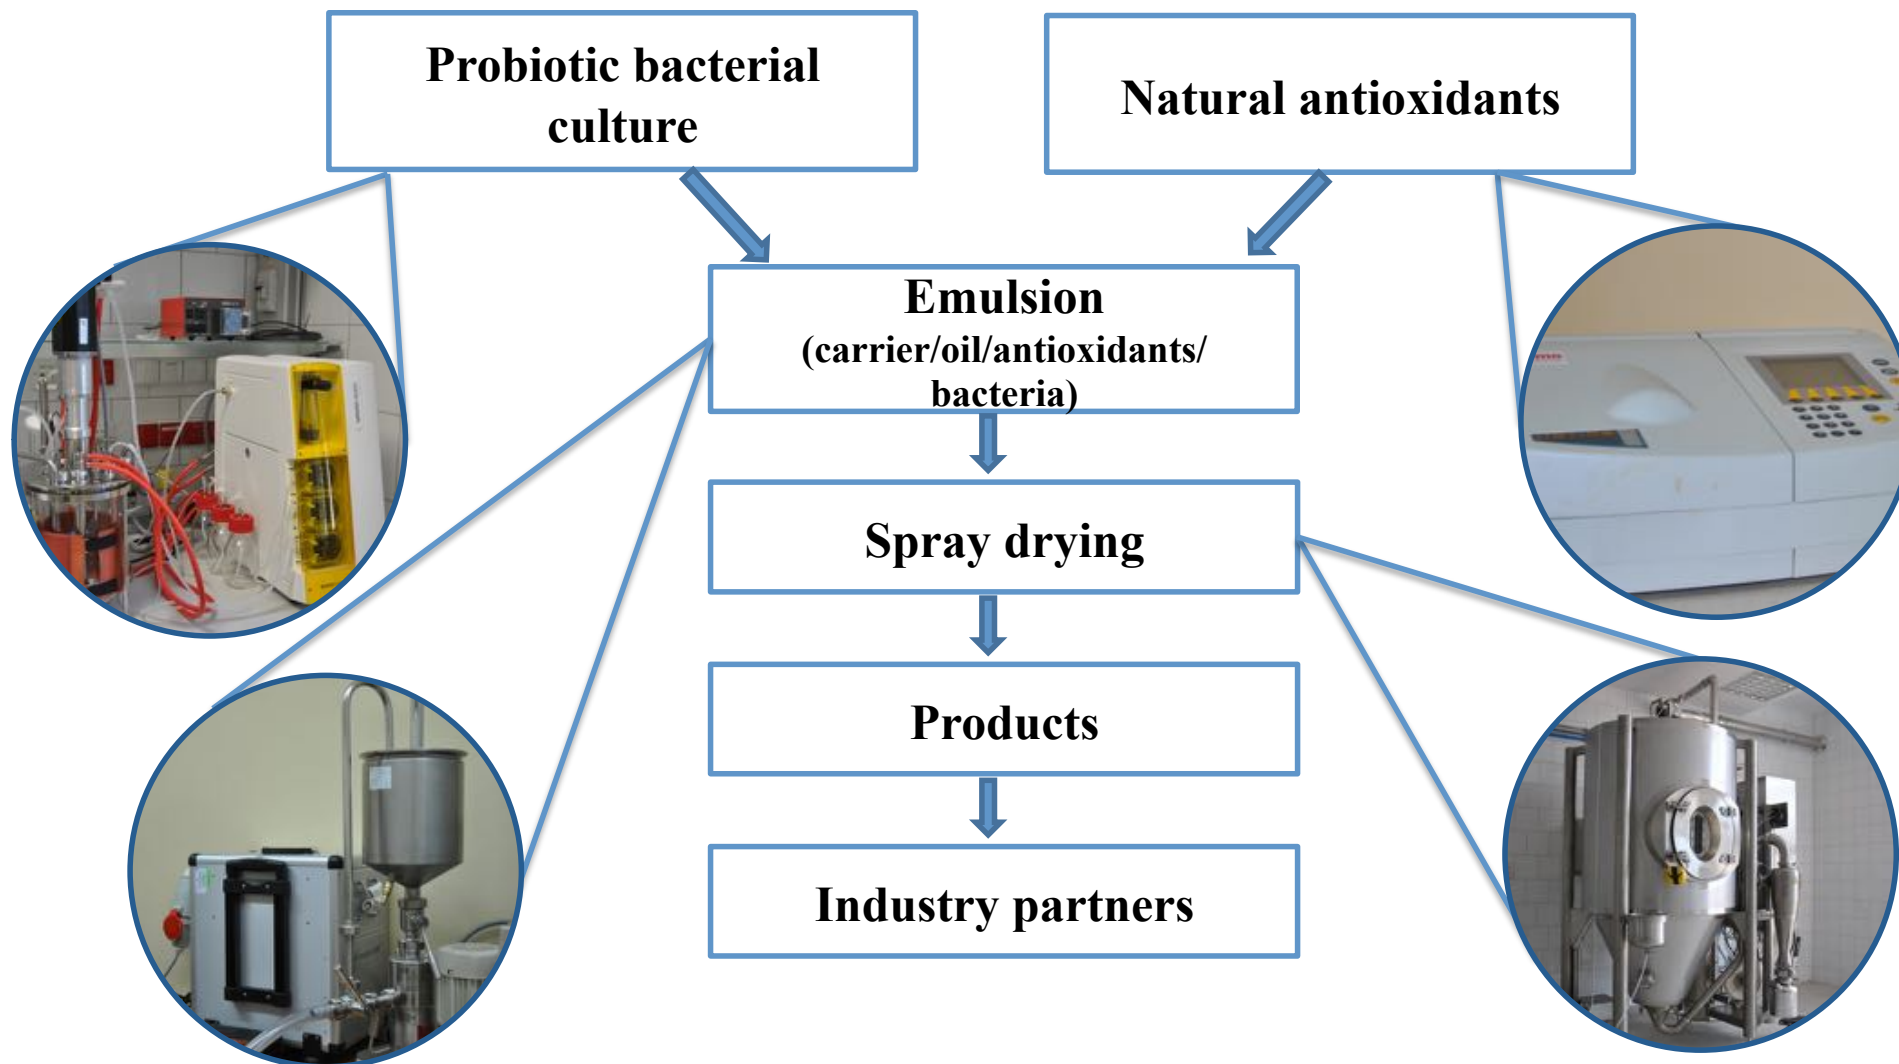 Probiotic bacterial
culture
Natural antioxidants
Emulsion
(carrier/oil/antioxidants/
bacteria)
Spray drying
Products
Industry partners